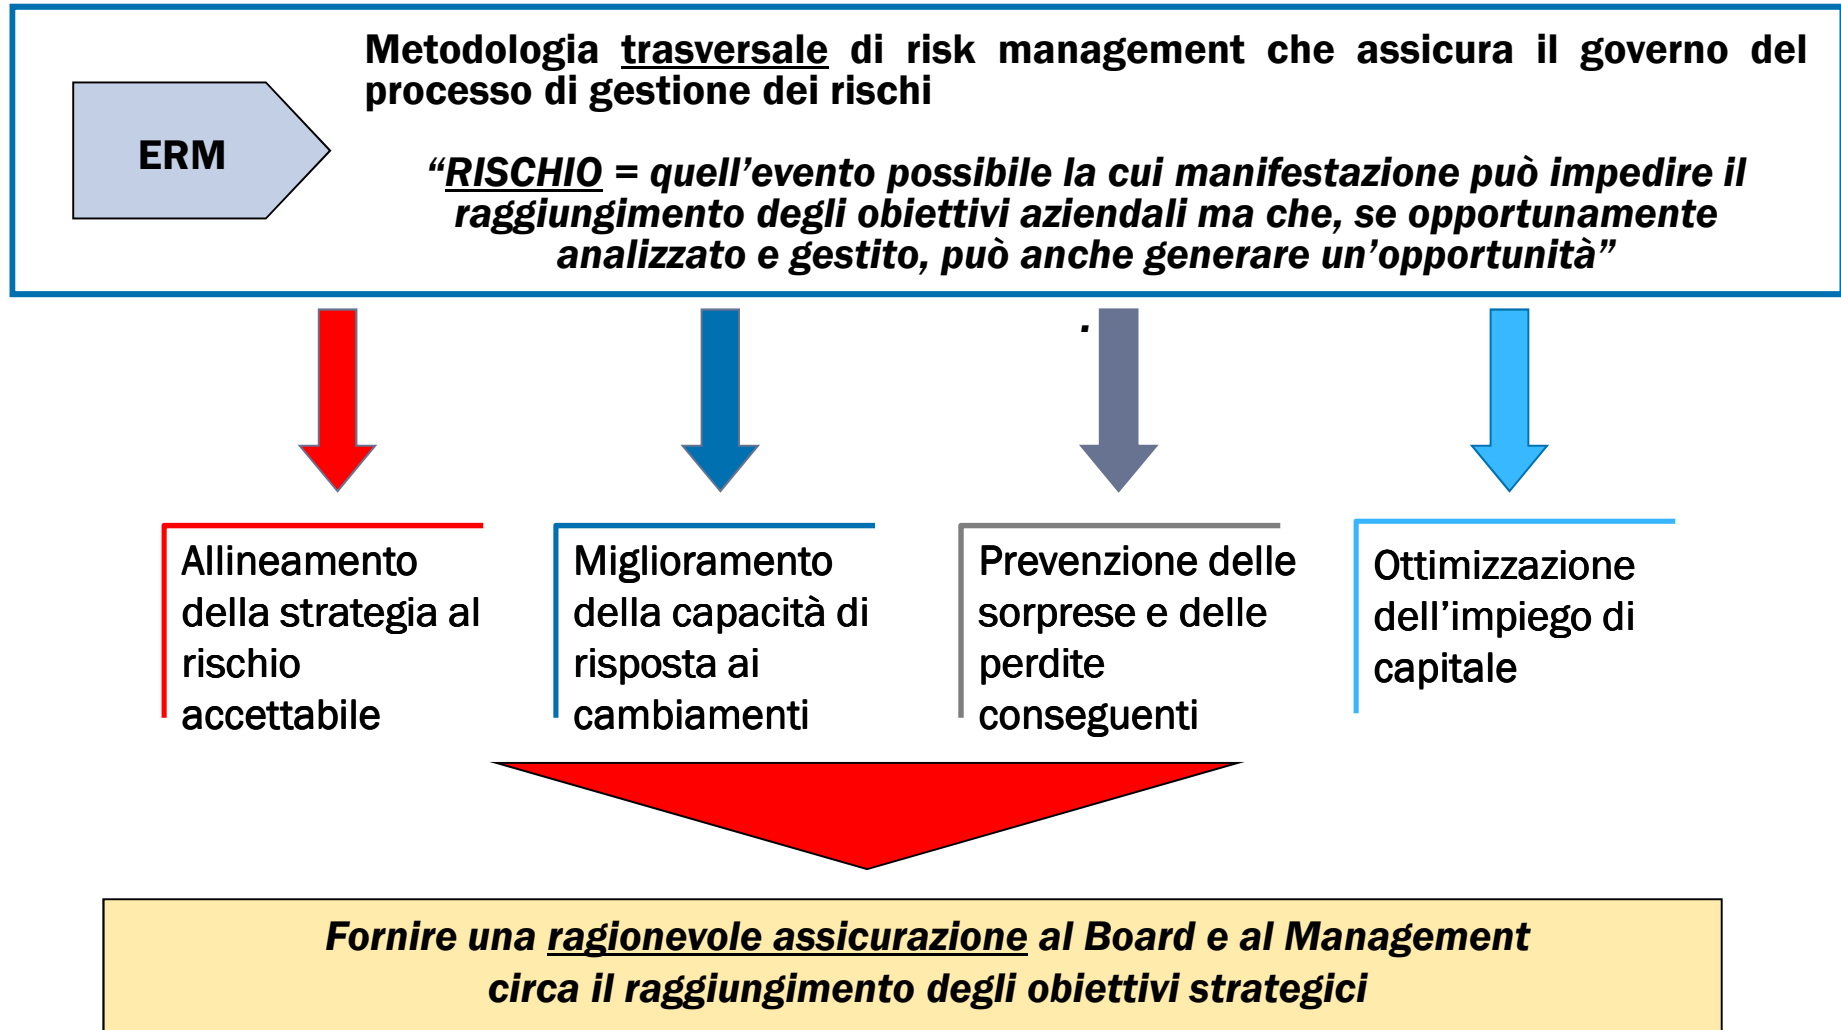 Metodologia trasversale di risk management che assicura il governo del
processo di gestione dei rischi
ERM
“RISCHIO = quell’evento possibile la cui manifestazione può impedire il
raggiungimento degli obiettivi aziendali ma che, se opportunamente
analizzato e gestito, può anche generare un’opportunità”
.
Allineamento
della strategia al
rischio
accettabile
Miglioramento
della capacità di
risposta ai
cambiamenti
Prevenzione delle
sorprese e delle
perdite
conseguenti
Ottimizzazione
dell’impiego di
capitale
Fornire una ragionevole assicurazione al Board e al Management
circa il raggiungimento degli obiettivi strategici